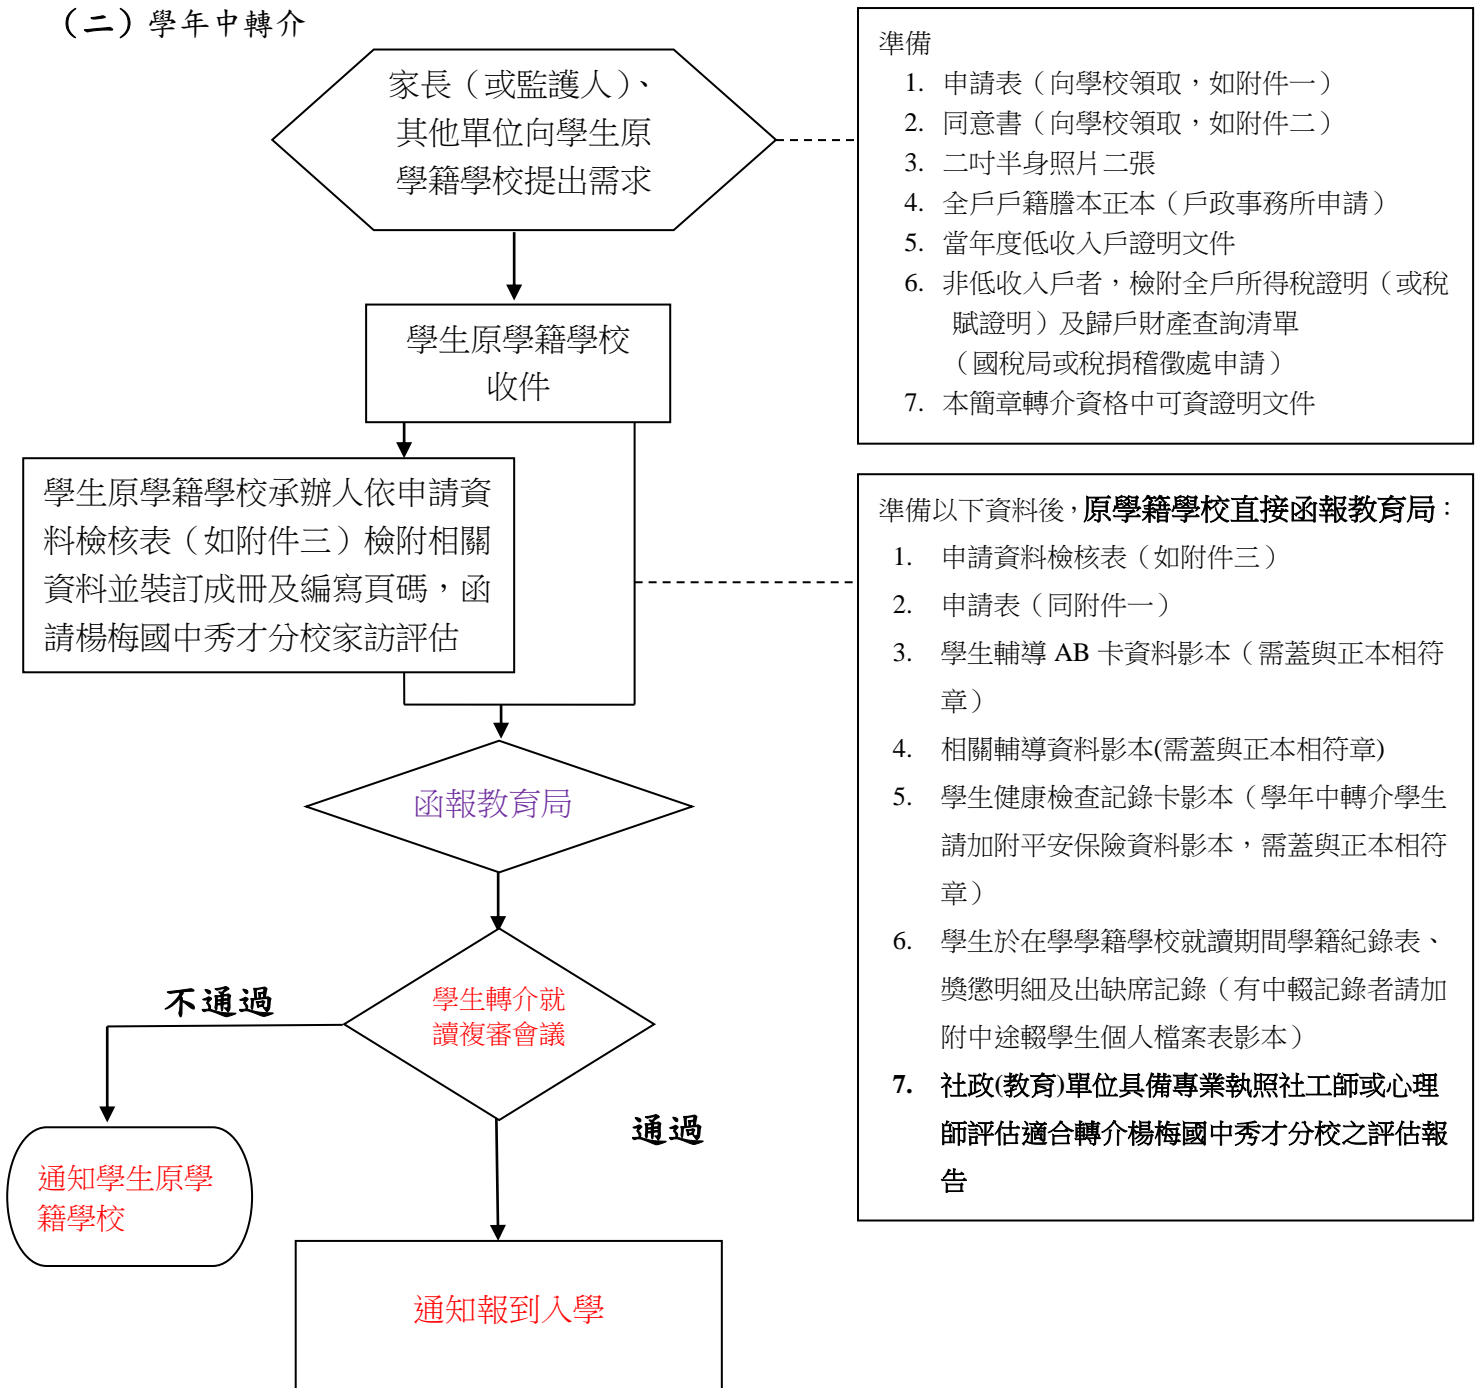 （二）學年中轉介
家長（或監護人）、
其他單位向學生原
學籍學校提出需求
準備
1. 申請表（向學校領取，如附件一）
2. 同意書（向學校領取，如附件二）
3. 二吋半身照片二張
4. 全戶戶籍謄本正本（戶政事務所申請）
5. 當年度低收入戶證明文件
6. 非低收入戶者，檢附全戶所得稅證明（或稅
賦證明）及歸戶財產查詢清單
（國稅局或稅捐稽徵處申請）
7. 本簡章轉介資格中可資證明文件
學生原學籍學校
收件
學生原學籍學校承辦人依申請資
料檢核表（如附件三）檢附相關
資料並裝訂成冊及編寫頁碼，函
請楊梅國中秀才分校家訪評估
準備以下資料後，原學籍學校直接函報教育局：
1. 申請資料檢核表（如附件三）
2. 申請表（同附件一）
3. 學生輔導 AB 卡資料影本（需蓋與正本相符
章）
4. 相關輔導資料影本(需蓋與正本相符章)
5. 學生健康檢查記錄卡影本（學年中轉介學生
請加附平安保險資料影本，需蓋與正本相符
章）
6. 學生於在學學籍學校就讀期間學籍紀錄表、
獎懲明細及出缺席記錄（有中輟記錄者請加
附中途輟學生個人檔案表影本）
7. 社政(教育)單位具備專業執照社工師或心理
師評估適合轉介楊梅國中秀才分校之評估報
告
函報教育局
學生轉介就
讀複審會議
不通過
通過
通知學生原學
籍學校
通知報到入學